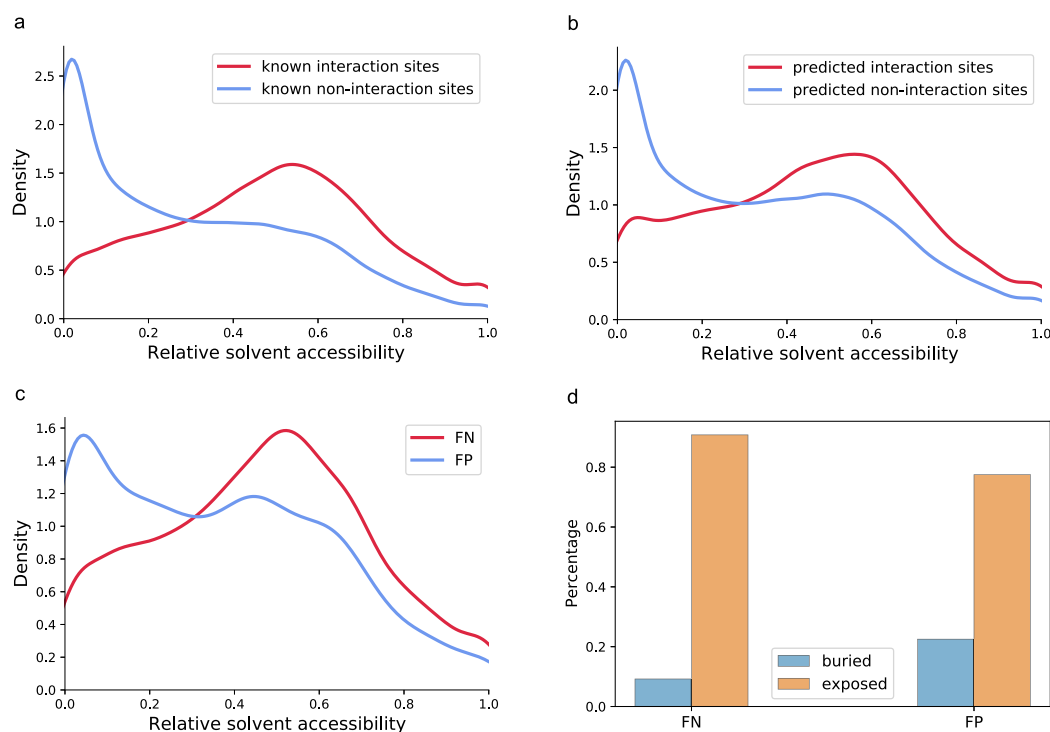 a
2.5
2.0
1.5
1.0
0.5
0.0
Density
known interaction sites
known non-interaction sites
0.0 0.2 0.4 0.6 0.8 1.0
Relative solvent accessibility
b
2.0
1.5
1.0
0.5
0.0
Density
predicted interaction sites
predicted non-interaction sites
0.0 0.2 0.4 0.6 0.8 1.0
Relative solvent accessibility
c
1.6
1.4
1.2
1.0
0.8
0.6
0.4
0.2
0.0
Density
FN
FP
0.0 0.2 0.4 0.6 0.8 1.0
Relative solvent accessibility
d
0.8
0.6
0.4
0.2
0.0
Percentage
buried
exposed
FN FP